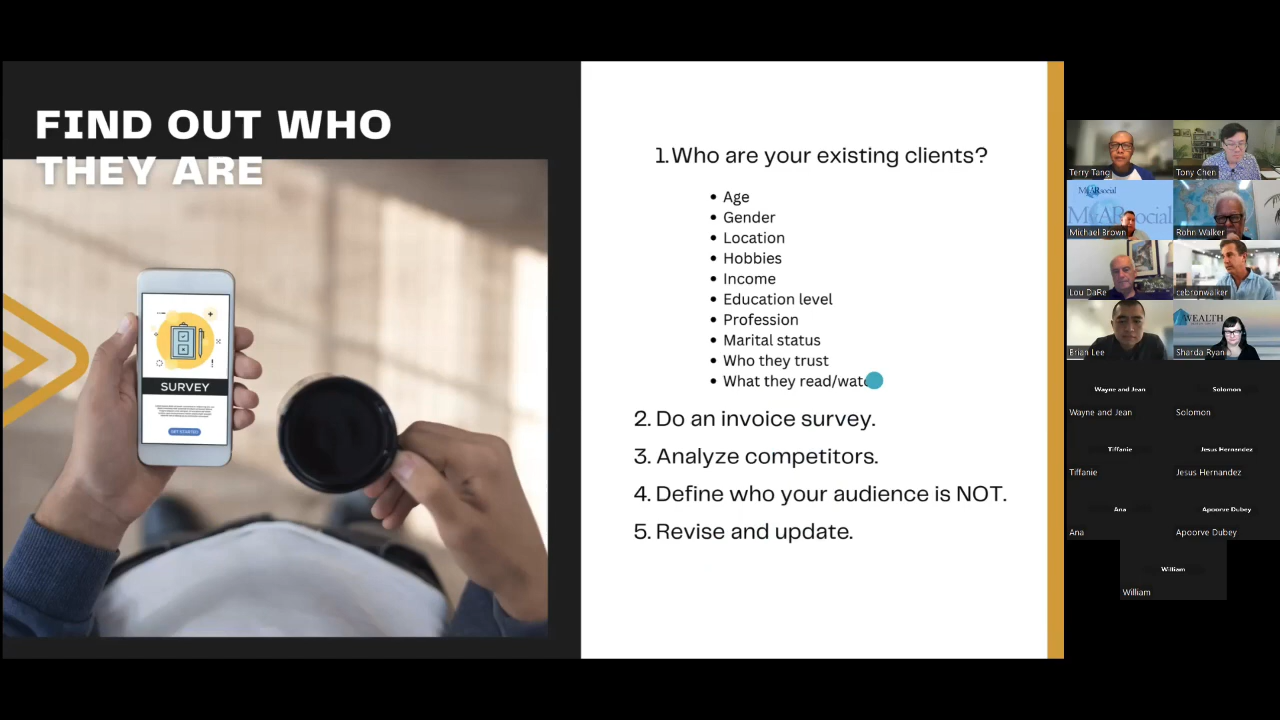 FIND OUT WHO
THEY ARE
SURVEY
GET STARTED
1. Who are your existing clients?
• Age
• Gender
• Location
• Hobbies
• Income
• Education level
• Profession
• Marital status
• Who they trust
• What they read/watc
2. Do an invoice survey.
3. Analyze competitors.
4. Define who your audience is NOT.
5. Revise and update.
Terry Tang
Tony Chen
Michael Brown
Rohn Walker
Lou DaRe
cebronwalker
WEALTH
Brian Lee
Sharda Ryan
Wayne and Jean
Wayne and Jean
Solomon
Solomon
Tiffanie
Tiffanie
Jesus Hernandez
Jesus Hernandez
Ana
Ana
Apoorve Dubey
Apoorve Dubey
William
William